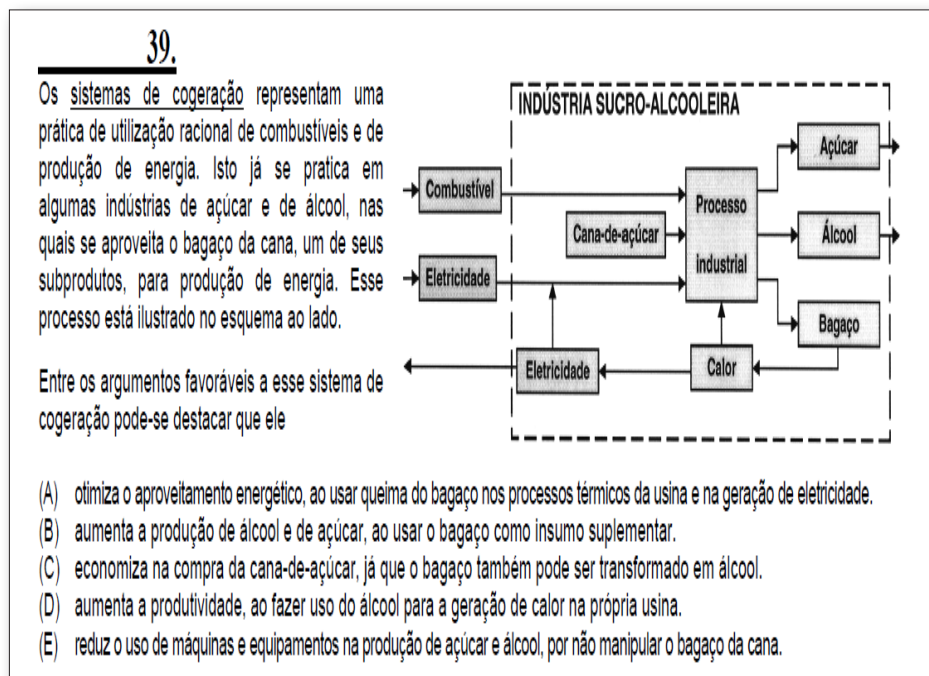 39.
Os sistemas de cogeração representam uma
prática de utilização racional de combustíveis e de
produção de energia. Isto já se pratica em
algumas indústrias de açúcar e de álcool, nas
quais se aproveita o bagaço da cana, um de seus
subprodutos, para produção de energia. Esse
processo está ilustrado no esquema ao lado.
Entre os argumentos favoráveis a esse sistema de
cogeração pode-se destacar que ele
INDÚSTRIA SUCRO-ALCOOLEIRA
Açúcar
Combustível
Processo
industrial
Cana-de-açúcar
Álcool
Eletricidade
Bagaço
Eletricidade
Calor
(A) otimiza o aproveitamento energético, ao usar queima do bagaço nos processos térmicos da usina e na geração de eletricidade.
(B) aumenta a produção de álcool e de açúcar, ao usar o bagaço como insumo suplementar.
(C) economiza na compra da cana-de-açúcar, já que o bagaço também pode ser transformado em álcool.
(D) aumenta a produtividade, ao fazer uso do álcool para a geração de calor na própria usina.
(E) reduz o uso de máquinas e equipamentos na produção de açúcar e álcool, por não manipular o bagaço da cana.